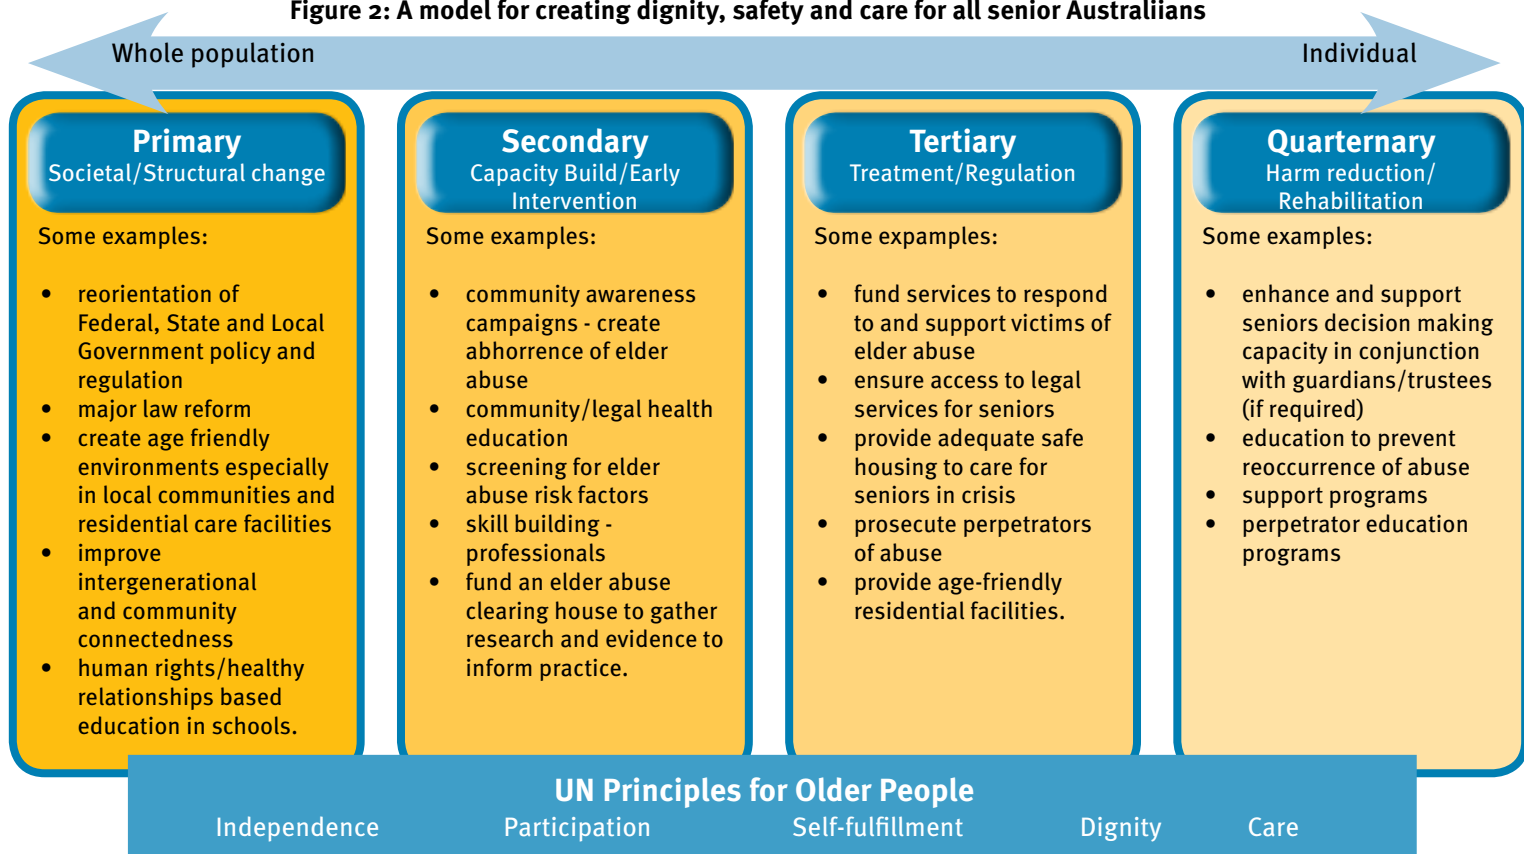 Figure 2: A model for creating dignity, safety and care for all senior Australiians
Whole population
Individual
Primary
Societal/Structural change
Some examples:
• reorientation of
Federal, State and Local
Government policy and
regulation
• major law reform
• create age friendly
environments especially
in local communities and
residential care facilities
• improve
intergenerational
and community
connectedness
• human rights/healthy
relationships based
education in schools.
Secondary
Capacity Build/Early
Intervention
Some examples:
• community awareness
campaigns - create
abhorrence of elder
abuse
• community/legal health
education
• screening for elder
abuse risk factors
• skill building -
professionals
• fund an elder abuse
clearing house to gather
research and evidence to
inform practice.
Tertiary
Treatment/Regulation
Some expamples:
• fund services to respond
to and support victims of
elder abuse
• ensure access to legal
services for seniors
• provide adequate safe
housing to care for
seniors in crisis
• prosecute perpetrators
of abuse
• provide age-friendly
residential facilities.
Quarternary
Harm reduction/
Rehabilitation
Some examples:
• enhance and support
seniors decision making
capacity in conjunction
with guardians/trustees
(if required)
• education to prevent
reoccurrence of abuse
• support programs
• perpetrator education
programs
UN Principles for Older People
Independence Participation Self-fulfillment Dignity Care